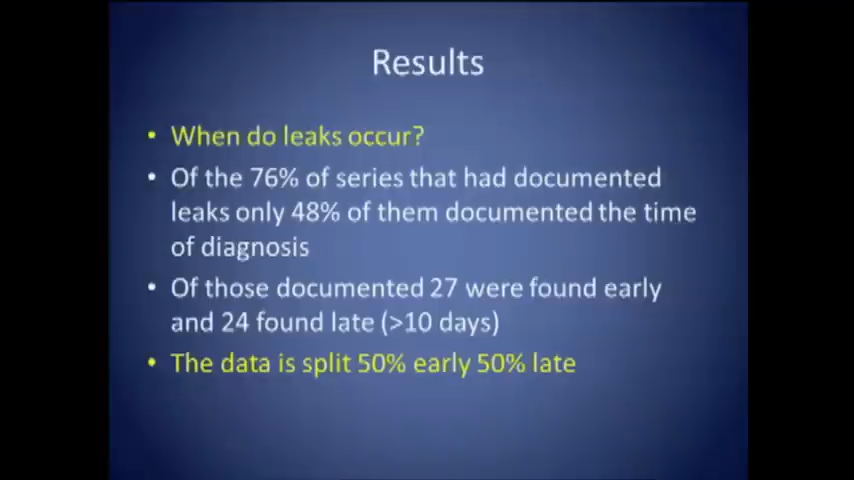 Results
• When do leaks occur?
• Of the 76% of series that had documented
leaks only 48% of them documented the time
of diagnosis
• Of those documented 27 were found early
and 24 found late (>10 days)
• The data is split 50% early 50% late